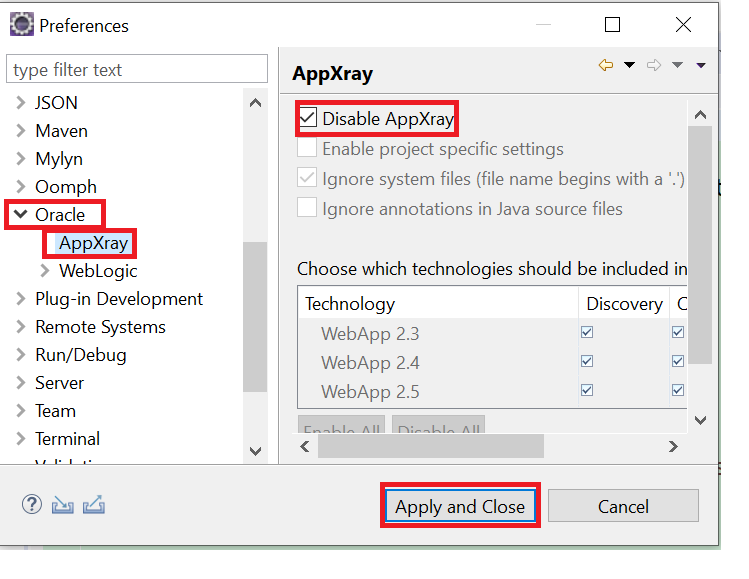 Preferences
type filter text
JSON
Maven
Mylyn
Oomph
Oracle
AppXray
WebLogic
Plug-in Development
Remote Systems
Run/Debug
Server
Team
Terminal
AppXray
Disable AppXray
Enable project specific settings
Ignore system files (file name begins with a '.')
Ignore annotations in Java source files
Choose which technologies should be included in
Technology Discovery C
WebApp 2.3
WebApp 2.4
WebApp 2.5
Enable All Disable All
Apply and Close Cancel